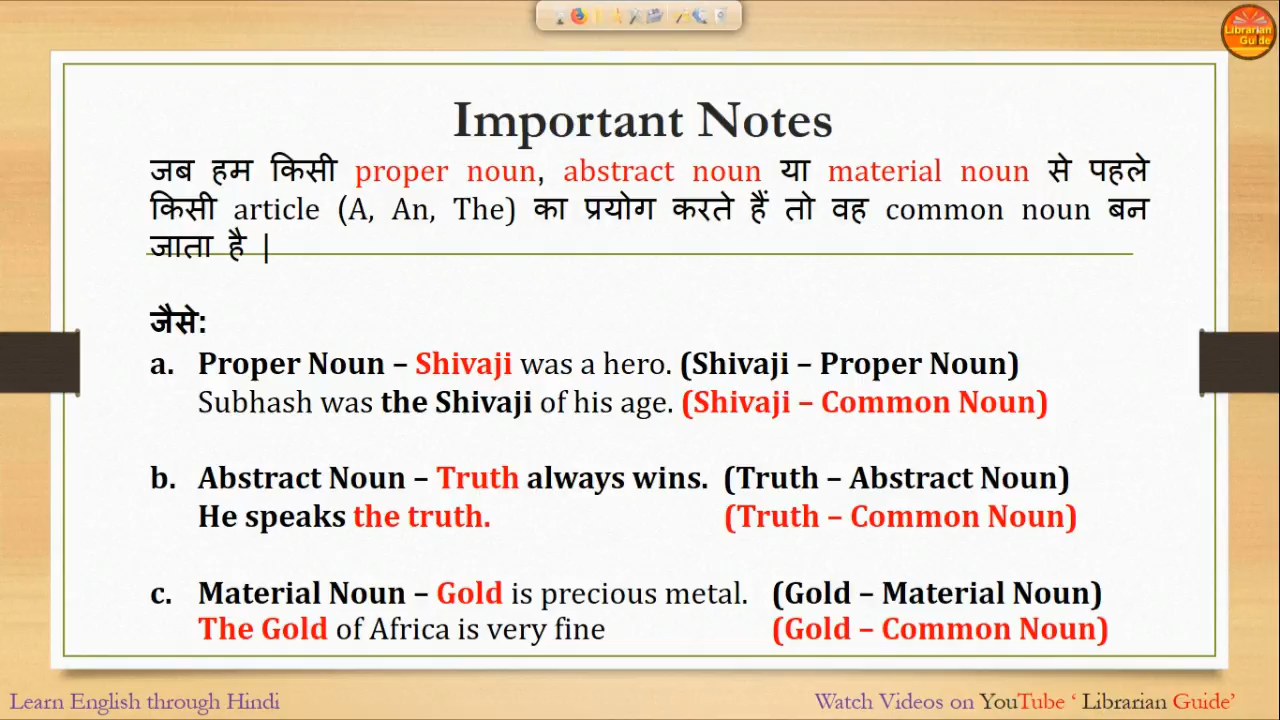 Librarian
Guide
Important Notes
जब हम किसी proper noun, abstract noun या material noun से पहले
किसी article (A, An, The) का प्रयोग करते हैं तो वह common noun बन
जाता है |
जैसे:
a. Proper Noun – Shivaji was a hero. (Shivaji – Proper Noun)
Subhash was the Shivaji of his age. (Shivaji – Common Noun)
b. Abstract Noun – Truth always wins. (Truth – Abstract Noun)
He speaks the truth. (Truth – Common Noun)
c. Material Noun – Gold is precious metal. (Gold – Material Noun)
The Gold of Africa is very fine (Gold – Common Noun)
Learn English through Hindi
Watch Videos on YouTube ‘ Librarian Guide’